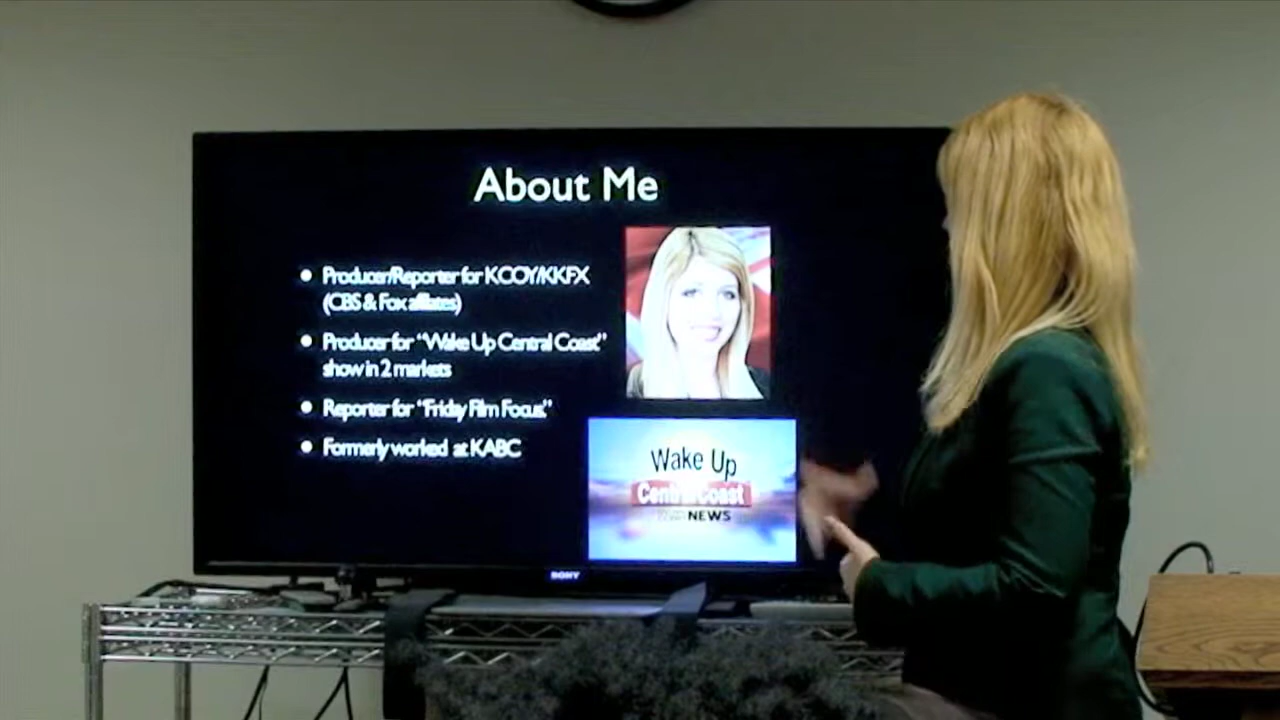 About Me
• Producer/Reporter for KCOY/KKFX
(CBS & Fox affiliates)
• Producer for “Wake Up Central Coast”
show in 2 markets
• Reporter for “Friday Film Focus”
• Formerly worked at KABC
Wake Up
Central Coast
NEWS
SONY